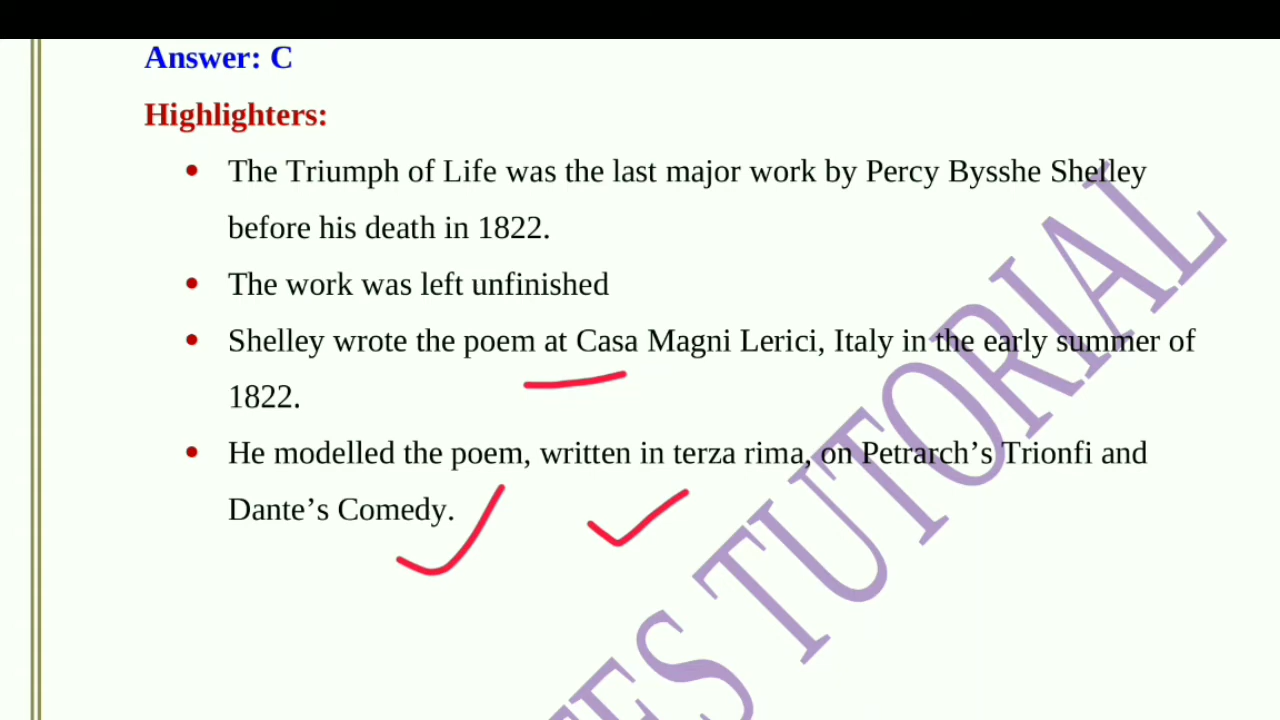 Answer: C
Highlighters:
The Triumph of Life was the last major work by Percy Bysshe Shelley
before his death in 1822.
The work was left unfinished
Shelley wrote the poem at Casa Magni Lerici, Italy in the early summer of
1822.
He modelled the poem, written in terza rima, on Petrarch’s Trionfi and
Dante’s Comedy.
TUTORIAL